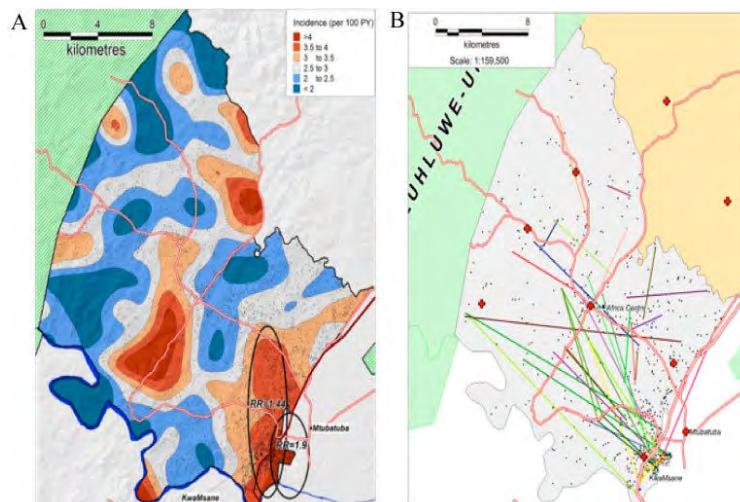 A
0 4 8
kilometres
Incidence (per 100 PY)
>4
3.5 to 4
3 to 3.5
2.5 to 3
2 to 2.5
< 2
RR=1.44
RR=1.9
Mtubatuba
KwaMsane
B
0 4 8
kilometres
Scale: 1:159,500
UHLUWE-U
Africa Centre
Mtubatuba
KwaMsane